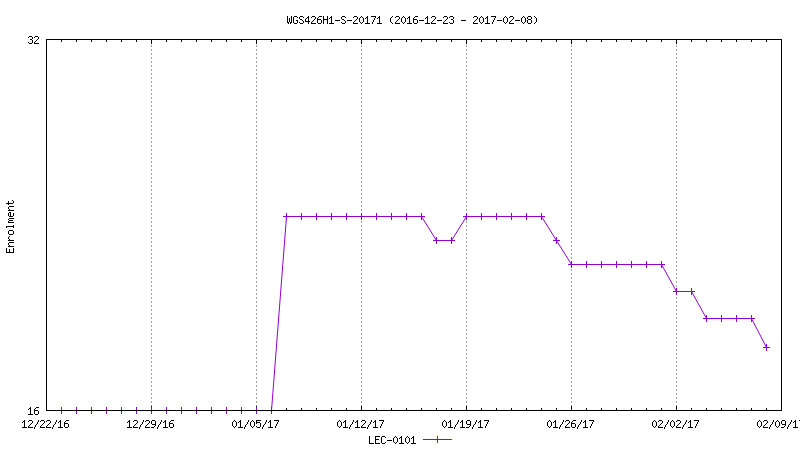 WGS426H1-S-20171 (2016-12-23 - 2017-02-08)
32
Enrolment
16
12/22/16 12/29/16 01/05/17 01/12/17 01/19/17 01/26/17 02/02/17 02/09/1
LEC-0101